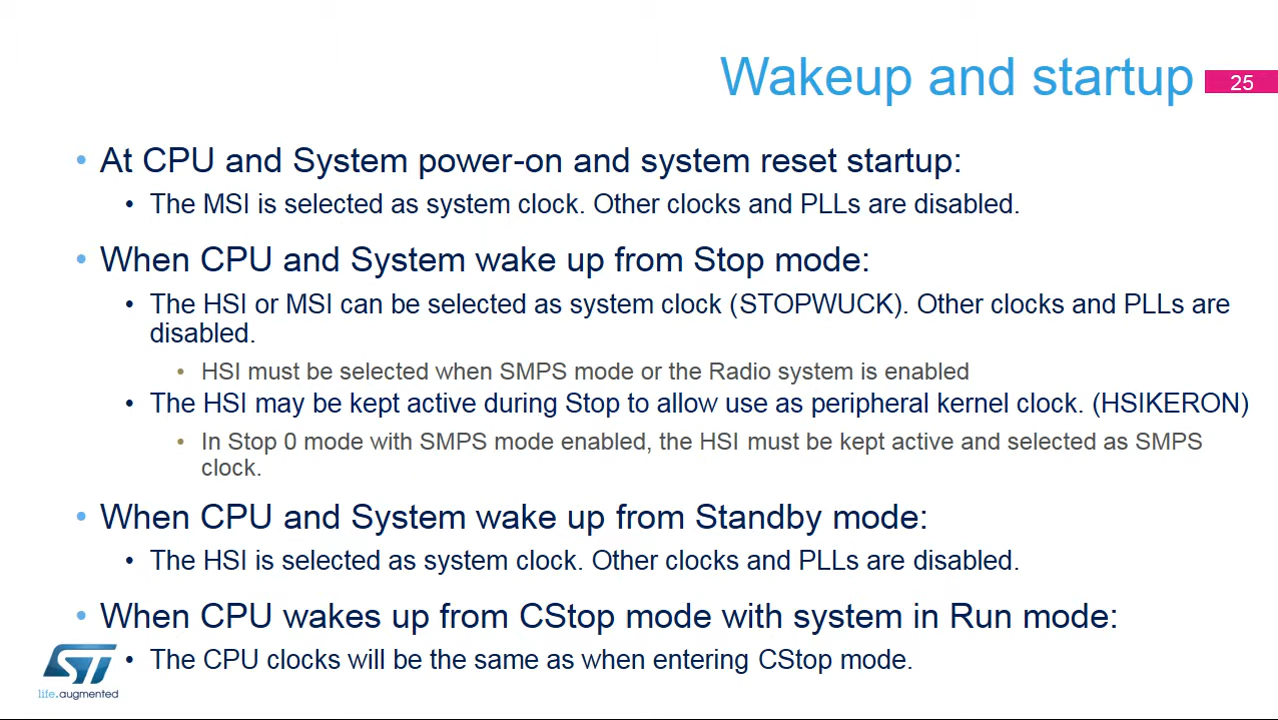 Wakeup and startup
25
• At CPU and System power-on and system reset startup:
• The MSI is selected as system clock. Other clocks and PLLs are disabled.
• When CPU and System wake up from Stop mode:
• The HSI or MSI can be selected as system clock (STOPWUCK). Other clocks and PLLs are
disabled.
• HSI must be selected when SMPS mode or the Radio system is enabled
• The HSI may be kept active during Stop to allow use as peripheral kernel clock. (HSIKERON)
• In Stop 0 mode with SMPS mode enabled, the HSI must be kept active and selected as SMPS
clock.
• When CPU and System wake up from Standby mode:
• The HSI is selected as system clock. Other clocks and PLLs are disabled.
• When CPU wakes up from CStop mode with system in Run mode:
• The CPU clocks will be the same as when entering CStop mode.
ST
life.augmented